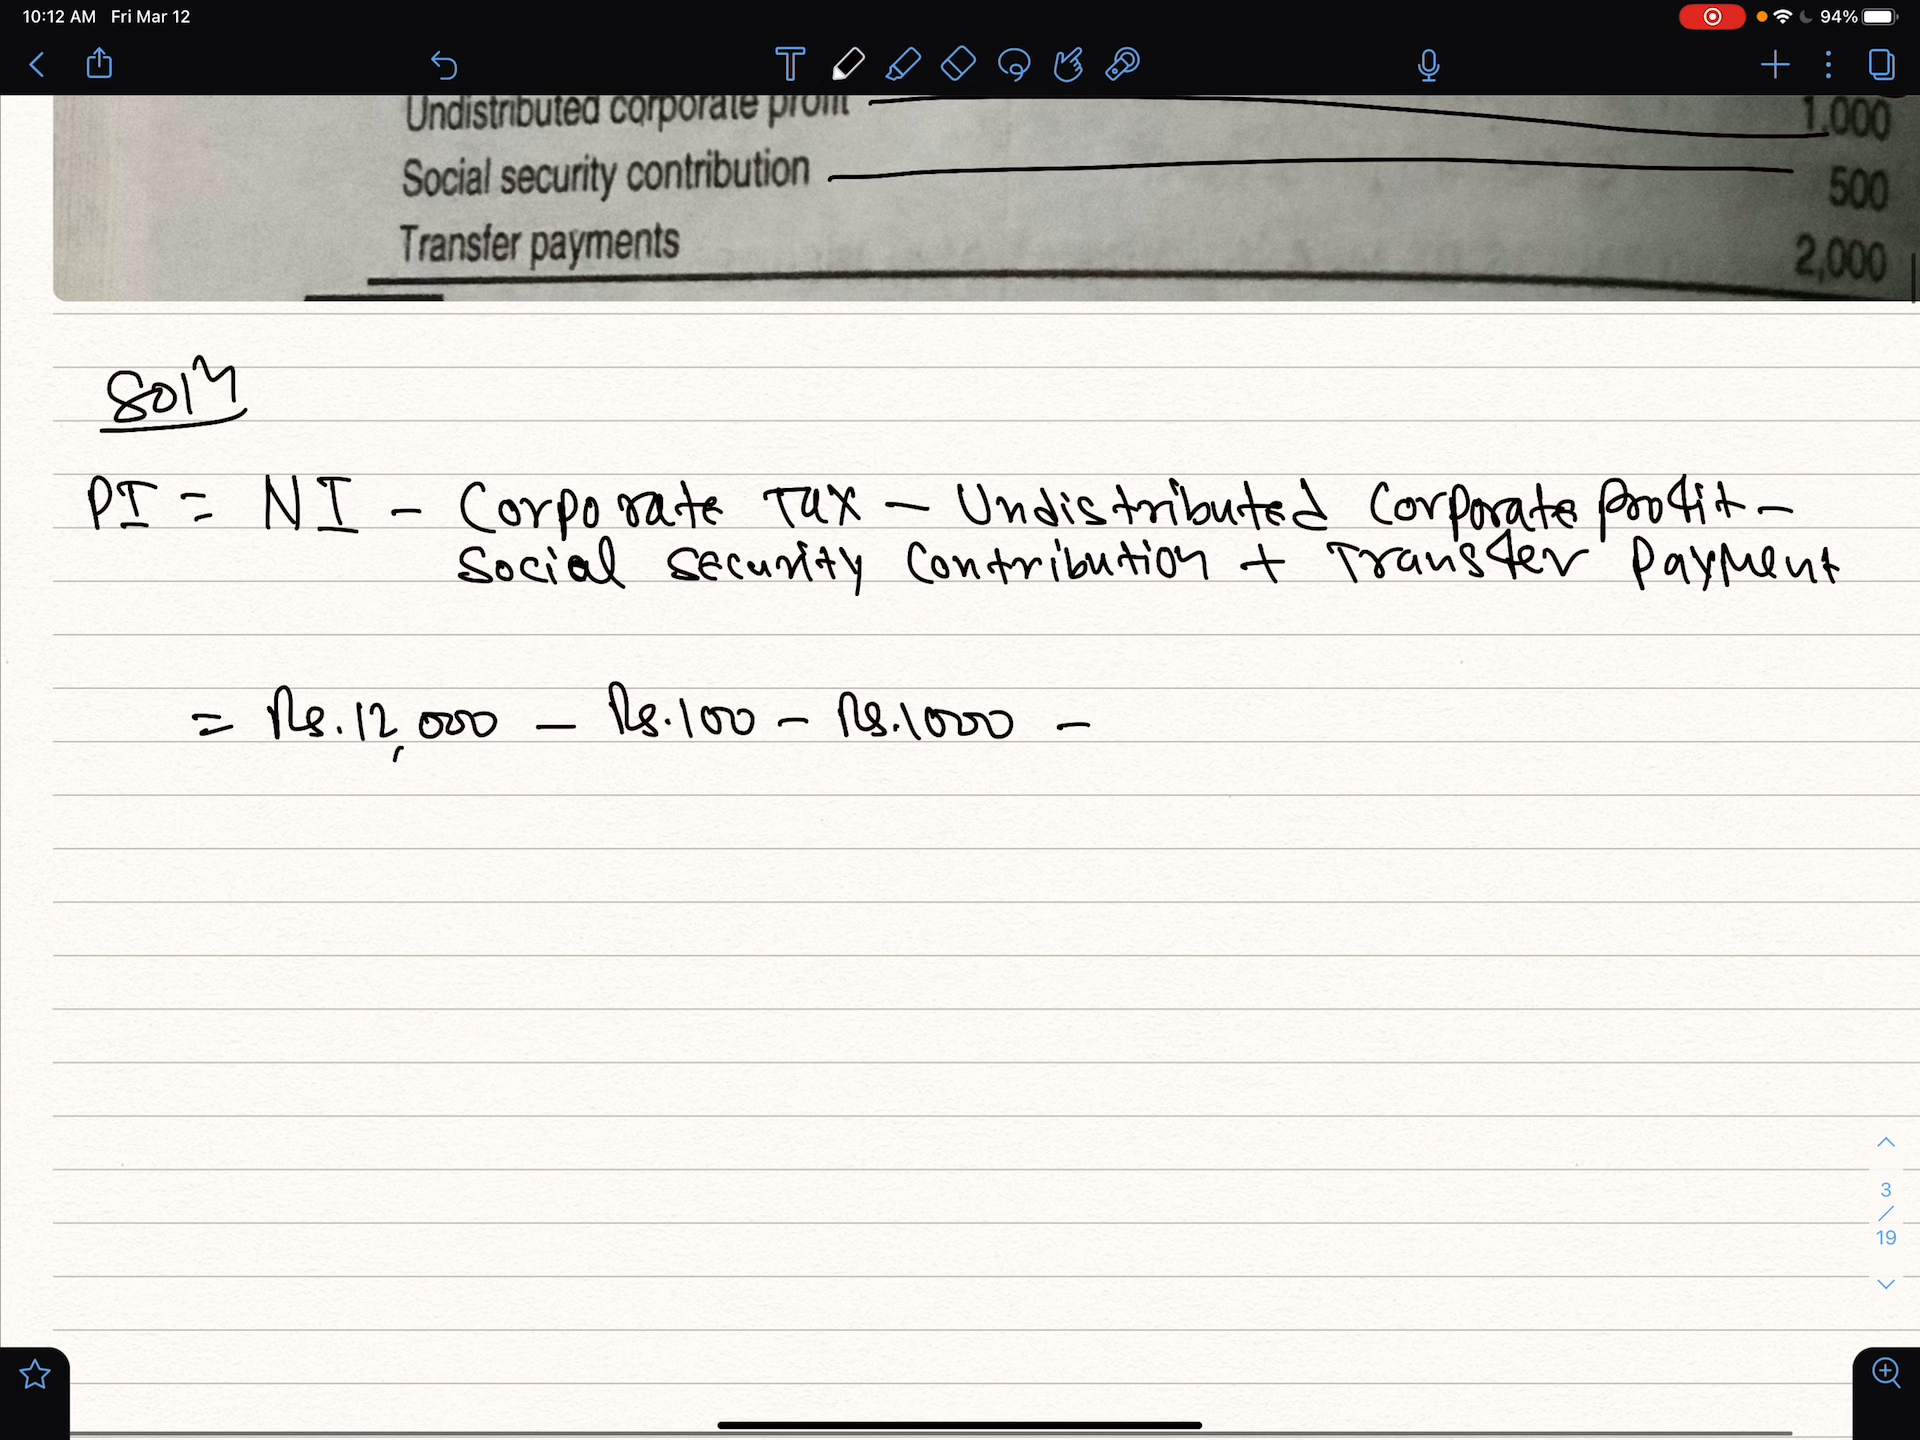 10:12 AM Fri Mar 12
94%
Undistributed corporate profit 1,000
Social security contribution 500
Transfer payments 2,000
Solⁿ
PI = NI - Corporate Tax - Undistributed Corporate Profit -
Social Security Contribution + Transfer Payment
= Rs.12,000 - Rs.100 - Rs.1000 -
3
/
19